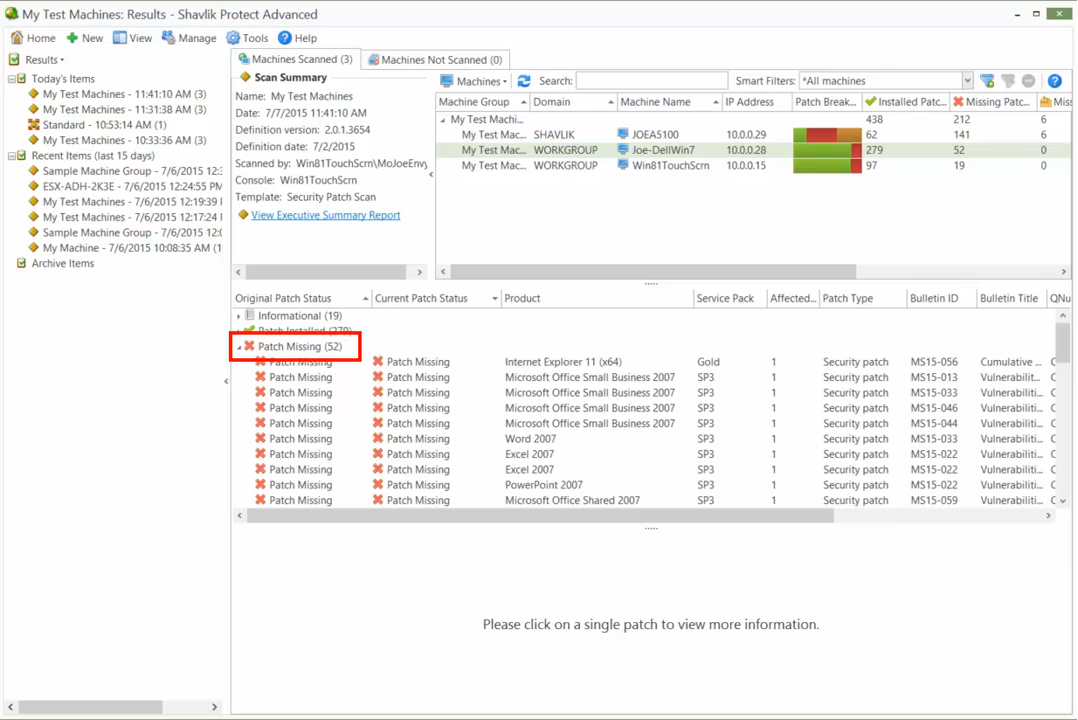 My Test Machines: Results - Shavlik Protect Advanced
Home New View Manage Tools Help
Results
Today's Items
My Test Machines - 11:41:10 AM (3)
My Test Machines - 11:31:38 AM (3)
Standard - 10:53:14 AM (1)
My Test Machines - 10:33:36 AM (3)
Recent Items (last 15 days)
Sample Machine Group - 7/6/2015 12:3
ESX-ADH-2K3E - 7/6/2015 12:24:55 PM
My Test Machines - 7/6/2015 12:19:39
My Test Machines - 7/6/2015 12:17:24
Sample Machine Group - 7/6/2015 12:0
My Machine - 7/6/2015 10:08:35 AM (1
Archive Items
Machines Scanned (3) Machines Not Scanned (0)
Scan Summary
Name: My Test Machines
Date: 7/7/2015 11:41:10 AM
Definition version: 2.0.1.3654
Definition date: 7/2/2015
Scanned by: Win81TouchScrn\MoJoeEnv
Console: Win81TouchScrn
Template: Security Patch Scan
View Executive Summary Report
Machines Search: Smart Filters: *All machines
Machine Group Domain Machine Name IP Address Patch Break... Installed Patc... Missing Patc... Miss
My Test Machi... 438 212 6
My Test Mac... SHAVLIK JOEA5100 10.0.0.29 62 141 6
My Test Mac... WORKGROUP Joe-DellWin7 10.0.0.28 279 52 0
My Test Mac... WORKGROUP Win81TouchScrn 10.0.0.15 97 19 0
Original Patch Status Current Patch Status Product Service Pack Affected... Patch Type Bulletin ID Bulletin Title QNu
Informational (19)
Patch Installed (279)
Patch Missing (52)
Patch Missing Patch Missing Internet Explorer 11 (x64) Gold 1 Security patch MS15-056 Cumulative ... C
Patch Missing Patch Missing Microsoft Office Small Business 2007 SP3 1 Security patch MS15-013 Vulnerabilit... C
Patch Missing Patch Missing Microsoft Office Small Business 2007 SP3 1 Security patch MS15-033 Vulnerabiliti... C
Patch Missing Patch Missing Microsoft Office Small Business 2007 SP3 1 Security patch MS15-046 Vulnerabiliti... C
Patch Missing Patch Missing Microsoft Office Small Business 2007 SP3 1 Security patch MS15-044 Vulnerabiliti... C
Patch Missing Patch Missing Word 2007 SP3 1 Security patch MS15-033 Vulnerabiliti... C
Patch Missing Patch Missing Excel 2007 SP3 1 Security patch MS15-022 Vulnerabiliti... C
Patch Missing Patch Missing Excel 2007 SP3 1 Security patch MS15-022 Vulnerabiliti... C
Patch Missing Patch Missing PowerPoint 2007 SP3 1 Security patch MS15-022 Vulnerabiliti... C
Patch Missing Patch Missing Microsoft Office Shared 2007 SP3 1 Security patch MS15-059 Vulnerabiliti... C
Please click on a single patch to view more information.